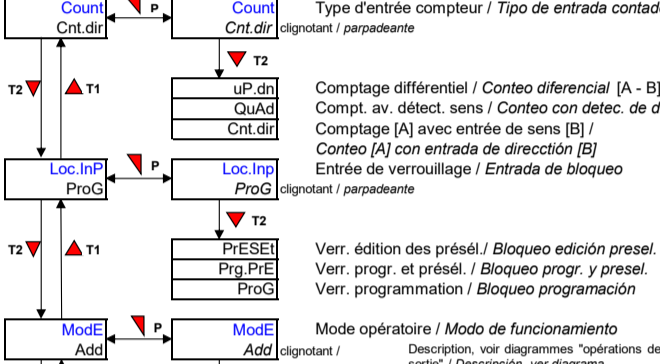 Count P Count Type d'entrée compteur / Tipo de entrada
Cnt.dir Cnt.dir clignotant / parpadeante
T2
T2 T1 uP.dn Comptage différentiel / Conteo diferencial [A - B]
QuAd Compt. av. détect. sens / Conteo con detec. de
Cnt.dir Comptage [A] avec entrée de sens [B] /
Conteo [A] con entrada de direcctión [B]
Loc.InP P Loc.Inp Entrée de verrouillage / Entrada de bloqueo
ProG ProG clignotant / parpadeante
T2
T2 T1 PrESEt Verr. édition des présél./ Bloqueo edición presel.
Prg.PrE Verr. progr. et présél. / Bloqueo progr. y presel.
ProG Verr. programmation / Bloqueo programación
ModE P ModE Mode opératoire / Modo de funcionamiento
Add Add clignotant / Description, voir diagrammes "opérations de
sortie" / Descripción, ver diagrama